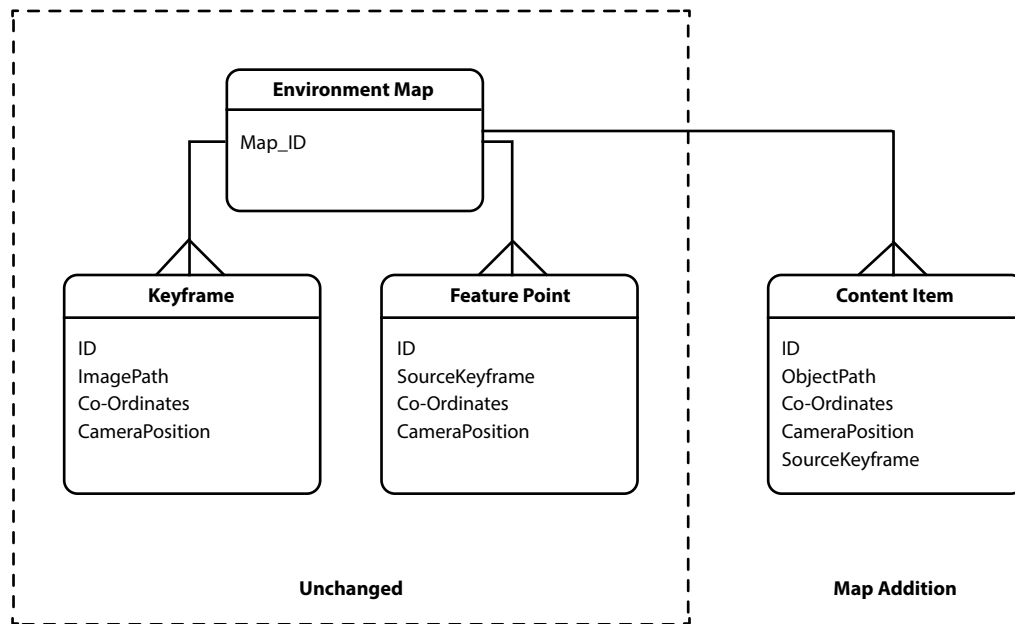 Environment Map
Map_ID
Keyframe
ID
ImagePath
Co-Ordinates
CameraPosition
Feature Point
ID
SourceKeyframe
Co-Ordinates
CameraPosition
Content Item
ID
ObjectPath
Co-Ordinates
CameraPosition
SourceKeyframe
Unchanged
Map Addition